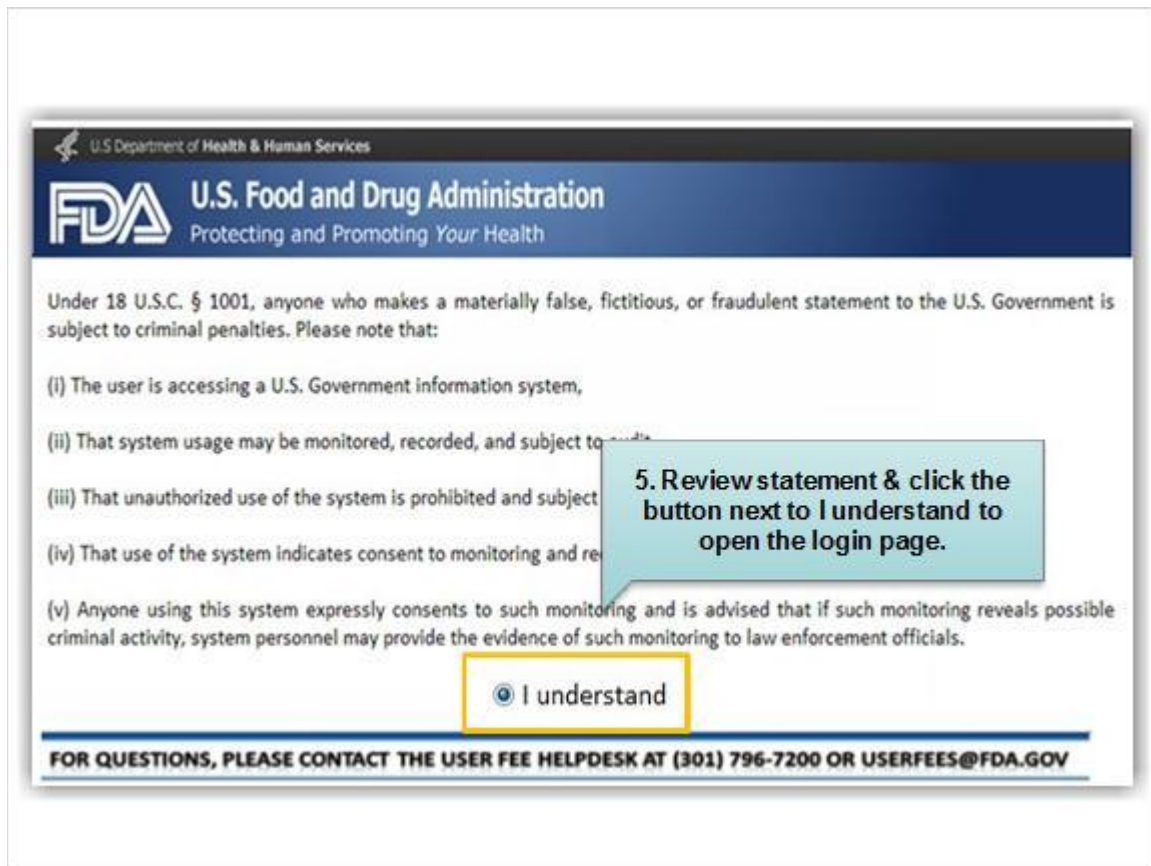 U.S Department of Health & Human Services
FDA
U.S. Food and Drug Administration
Protecting and Promoting Your Health
Under 18 U.S.C. § 1001, anyone who makes a materially false, fictitious, or fraudulent statement to the U.S. Government is
subject to criminal penalties. Please note that:
(i) The user is accessing a U.S. Government information system,
(ii) That system usage may be monitored, recorded, and subject to
(iii) That unauthorized use of the system is prohibited and subject
(iv) That use of the system indicates consent to monitoring and
5. Review statement & click the
button next to I understand to
open the login page.
(v) Anyone using this system expressly consents to such monitoring and is advised that if such monitoring reveals possible
criminal activity, system personnel may provide the evidence of such monitoring to law enforcement officials.
I understand
FOR QUESTIONS, PLEASE CONTACT THE USER FEE HELPDESK AT (301) 796-7200 OR USERFEES@FDA.GOV